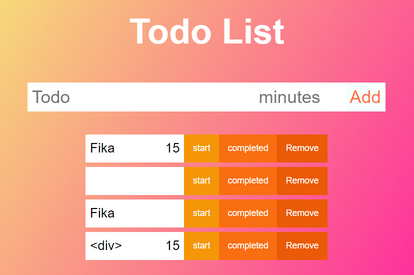 Todo List
Todo minutes Add
Fika 15 start completed Remove
start completed Remove
Fika start completed Remove
<div> 15 start completed Remove